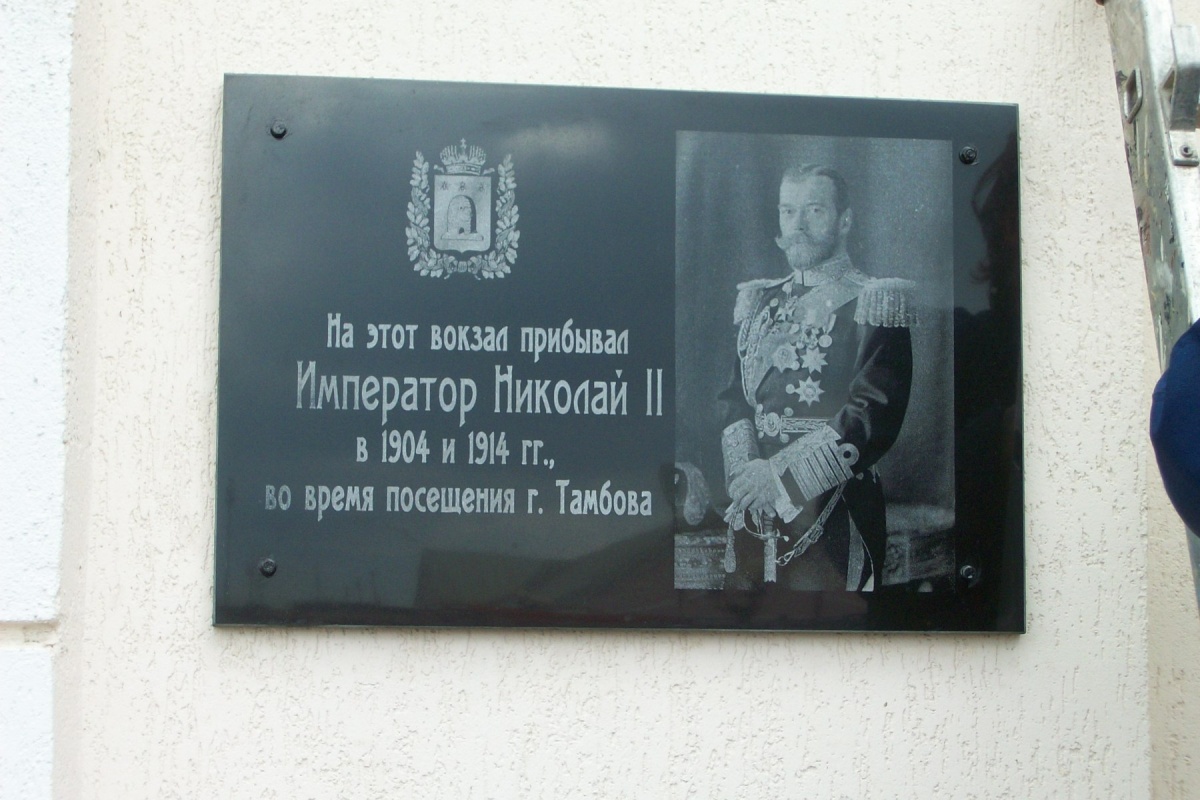 На этот вокзал прибывал
Император Николай II
в 1904 и 1914 гг.,
во время посещения г. Тамбова